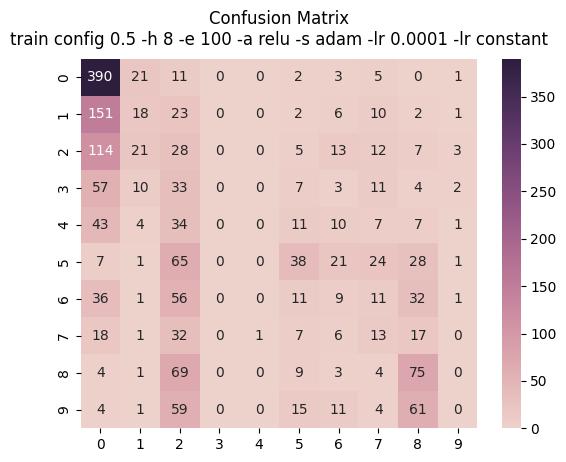 Confusion Matrix
train config 0.5 -h 8 -e 100 -a relu -s adam -lr 0.0001 -lr constant
0 390 21 11 0 0 2 3 5 0 1
1 151 18 23 0 0 2 6 10 2 1
2 114 21 28 0 0 5 13 12 7 3
3 57 10 33 0 0 7 3 11 4 2
4 43 4 34 0 0 11 10 7 7 1
5 7 1 65 0 0 38 21 24 28 1
6 36 1 56 0 0 11 9 11 32 1
7 18 1 32 0 1 7 6 13 17 0
8 4 1 69 0 0 9 3 4 75 0
9 4 1 59 0 0 15 11 4 61 0
0 1 2 3 4 5 6 7 8 9
350
300
250
200
150
100
50
0